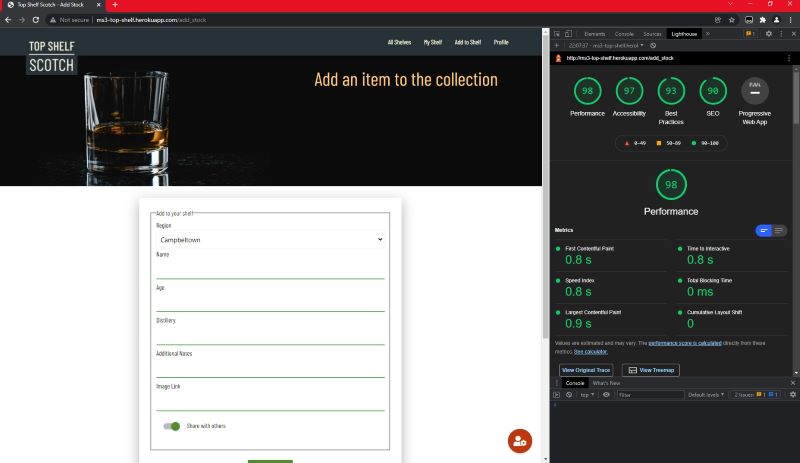 Top Shelf Scotch - Add Stock
Not secure | ms3-top-shelf.herokuapp.com/add_stock
All Shelves My Shelf Add to Shelf Profile
TOP SHELF
SCOTCH
Add an item to the collection
Add to your shelf
Region
Campbeltown
Name
Age
Distillery
Additional Notes
Image Link
Share with others
Elements Console Sources Lighthouse » 1
22:07:37 - ms3-top-shelf.herol
http://ms3-top-shelf.herokuapp.com/add_stock
98 97 93 90 PWA
Performance Accessibility Best Practices SEO Progressive Web App
0-49 50-89 90-100
98
Performance
Metrics
First Contentful Paint
0.8 s
Time to Interactive
0.8 s
Speed Index
0.8 s
Total Blocking Time
0 ms
Largest Contentful Paint
0.9 s
Cumulative Layout Shift
0
Values are estimated and may vary. The performance score is calculated directly from these
metrics. See calculator.
View Original Trace View Treemap
Console What's New
top Filter Default levels 2 Issues: 1 1